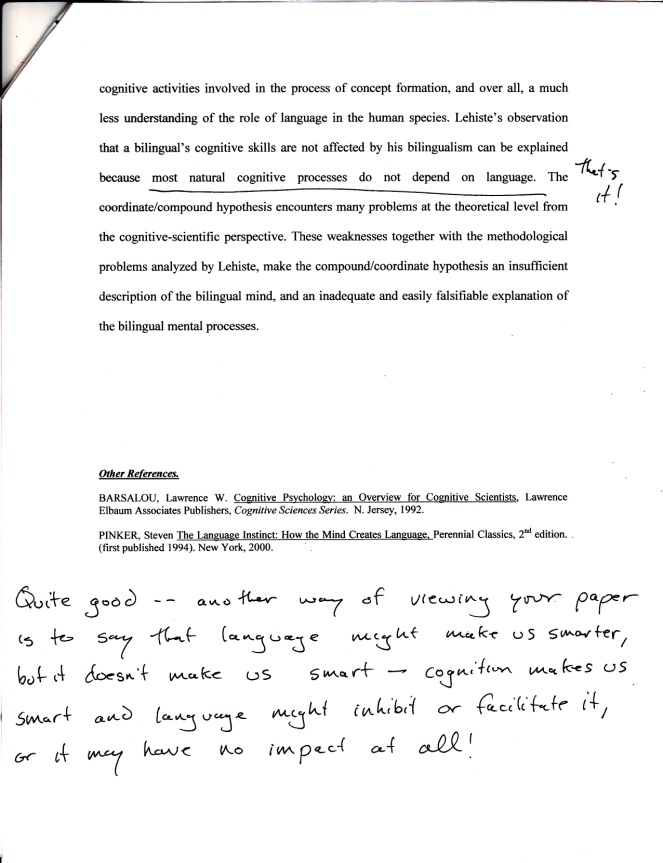 cognitive activities involved in the process of concept formation, and over all, a much
less understanding of the role of language in the human species. Lehiste's observation
that a bilingual's cognitive skills are not affected by his bilingualism can be explained
because most natural cognitive processes do not depend on language. The
That's
it!
coordinate/compound hypothesis encounters many problems at the theoretical level from
the cognitive-scientific perspective. These weaknesses together with the methodological
problems analyzed by Lehiste, make the compound/coordinate hypothesis an insufficient
description of the bilingual mind, and an inadequate and easily falsifiable explanation of
the bilingual mental processes.
Other References.
BARSALOU, Lawrence W. Cognitive Psychology: an Overview for Cognitive Scientists, Lawrence
Elbaum Associates Publishers, Cognitive Sciences Series. N. Jersey, 1992.
PINKER, Steven The Language Instinct: How the Mind Creates Language, Perennial Classics, 2nd edition.
(first published 1994). New York, 2000.
Quite good -- another way of viewing your paper
is to say that language might make us smarter,
but it doesn't make us smart - cognition makes us
smart and language might inhibit or facilitate it,
or it may have no impact at all!